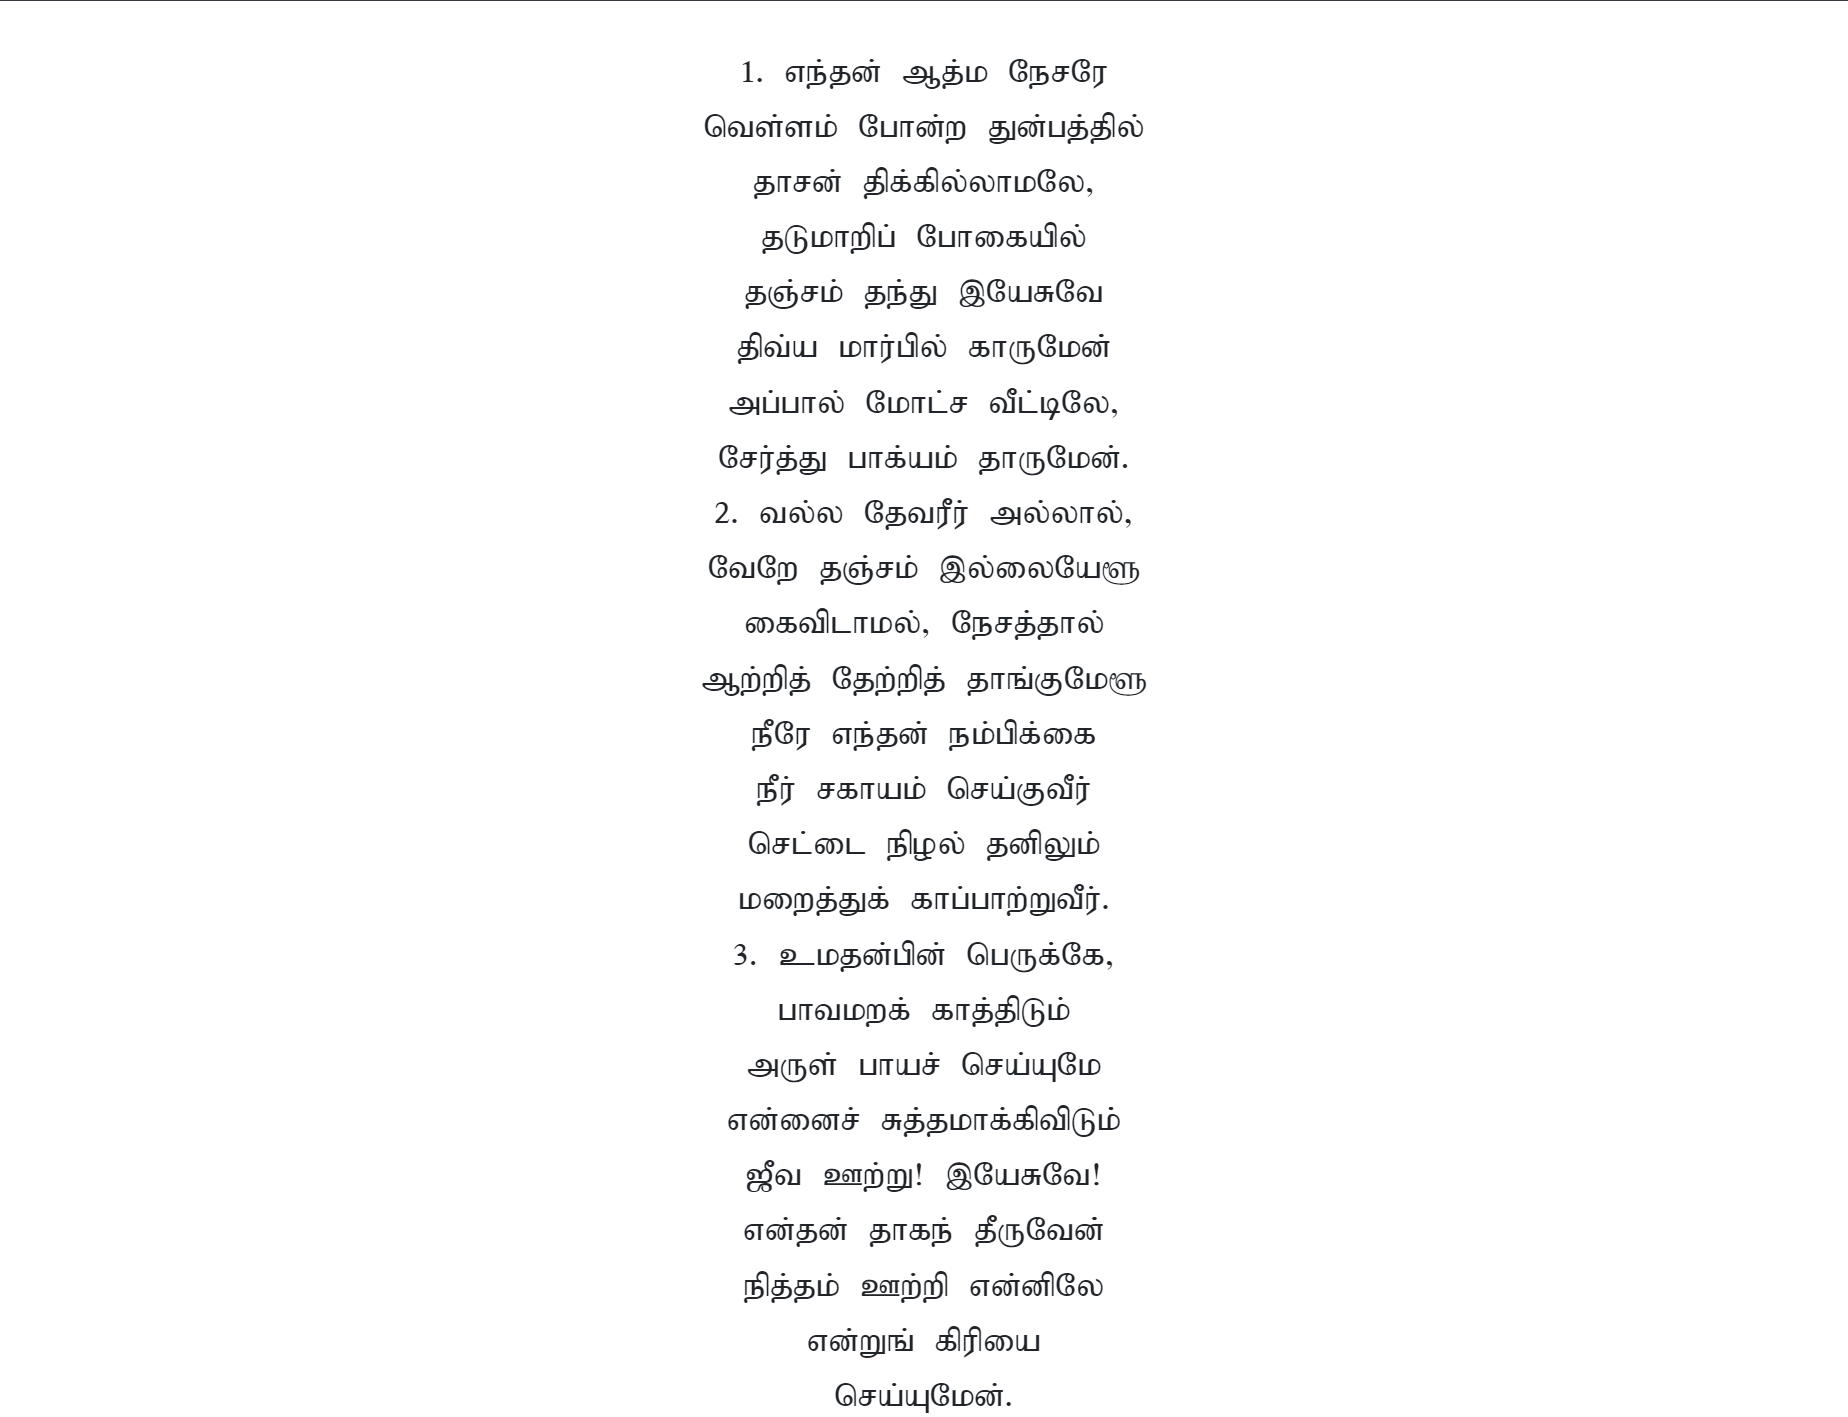 1. எந்தன் ஆத்ம நேசரே
வெள்ளம் போன்ற துன்பத்தில்
தாசன் திக்கில்லாமலே,
தடுமாறிப் போகையில்
தஞ்சம் தந்து இயேசுவே
திவ்ய மார்பில் காருமேன்
அப்பால் மோட்ச வீட்டிலே,
சேர்த்து பாக்யம் தாருமேன்.
2. வல்ல தேவரீர் அல்லால்,
வேறே தஞ்சம் இல்லையேளூ
கைவிடாமல், நேசத்தால்
ஆற்றித் தேற்றித் தாங்குமேளூ
நீரே எந்தன் நம்பிக்கை
நீர் சகாயம் செய்குவீர்
செட்டை நிழல் தனிலும்
மறைத்துக் காப்பாற்றுவீர்.
3. உமதன்பின் பெருக்கே,
பாவமறக் காத்திடும்
அருள் பாயச் செய்யுமே
என்னைச் சுத்தமாக்கிவிடும்
ஜீவ ஊற்று! இயேசுவே!
என்தன் தாகந் தீருவேன்
நித்தம் ஊற்றி என்னிலே
என்றுங் கிரியை
செய்யுமேன்.